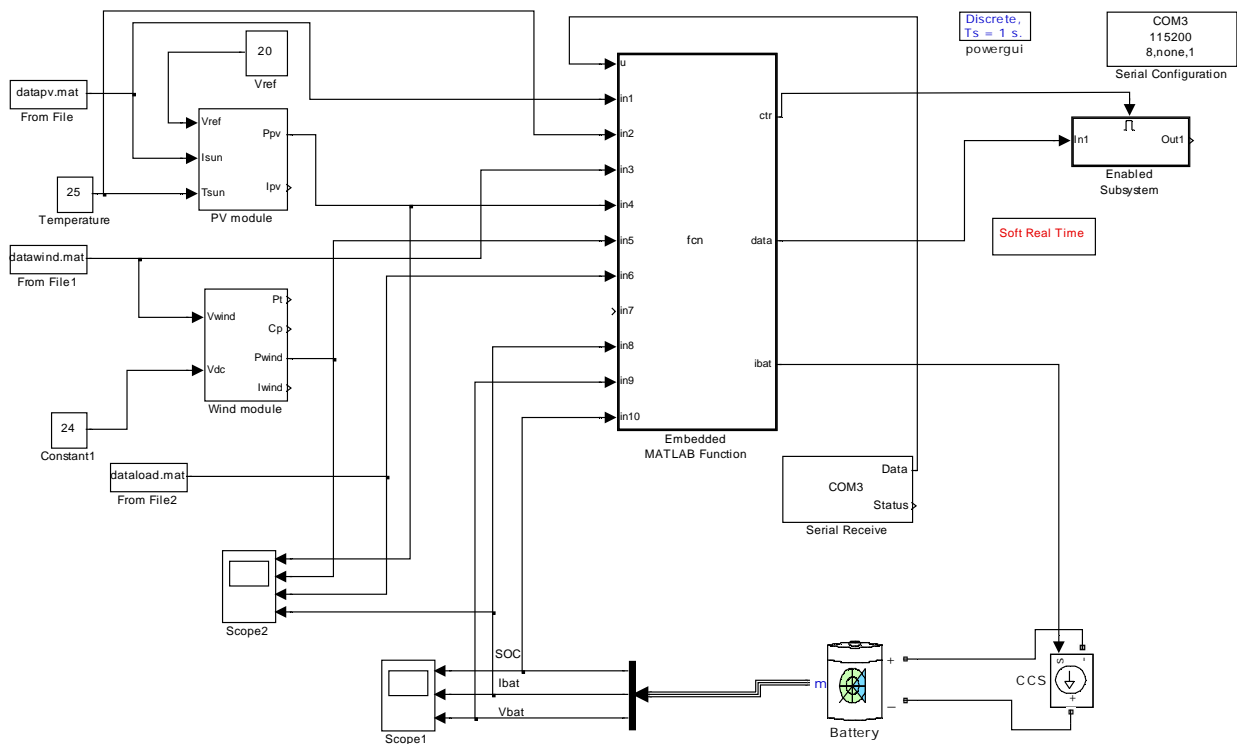 Discrete,
Ts = 1 s.
powergui
COM3
115200
8,none,1
Serial Configuration
20
Vref
datapv.mat
From File
Vref
Isun
Tsun
Ppv
Ipv
PV module
25
Temperature
datawind.mat
From File1
Vwind
Vdc
Pt
Cp
Pwind
Iwind
Wind module
24
Constant1
dataload.mat
From File2
u
in1
in2
in3
in4
in5
in6
in7
in8
in9
in10
fcn
ctr
data
ibat
Embedded
MATLAB Function
In1
Out1
Enabled
Subsystem
Soft Real Time
COM3
Data
Status
Serial Receive
Scope2
SOC
Ibat
Vbat
Scope1
m
+
–
Battery
CCS
s
-
+